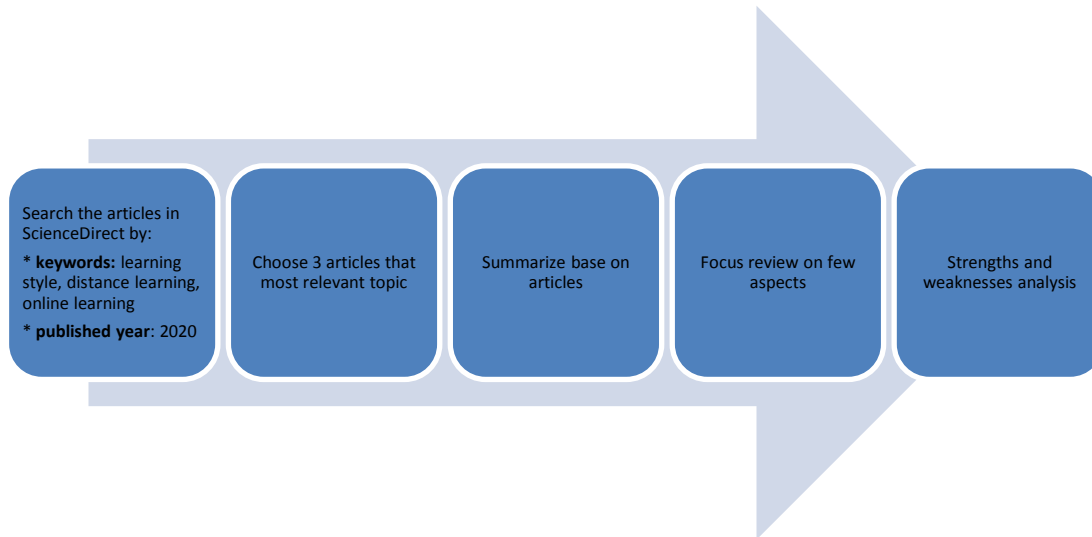 Search the articles in
ScienceDirect by:
* keywords: learning
style, distance learning,
online learning
* published year: 2020
Choose 3 articles that
most relevant topic
Summarize base on
articles
Focus review on few
aspects
Strengths and
weaknesses analysis